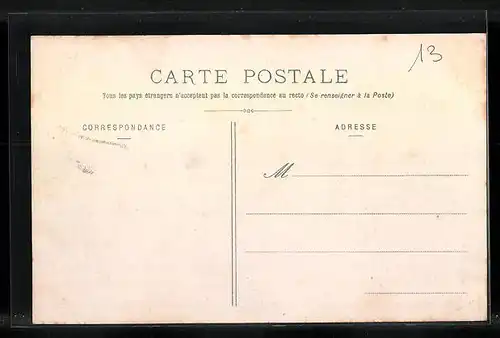 13
CARTE POSTALE
Tous les pays étrangers n'acceptent pas la correspondance au recto (Se renseigner à la Poste)
CORRESPONDANCE
ADRESSE
M